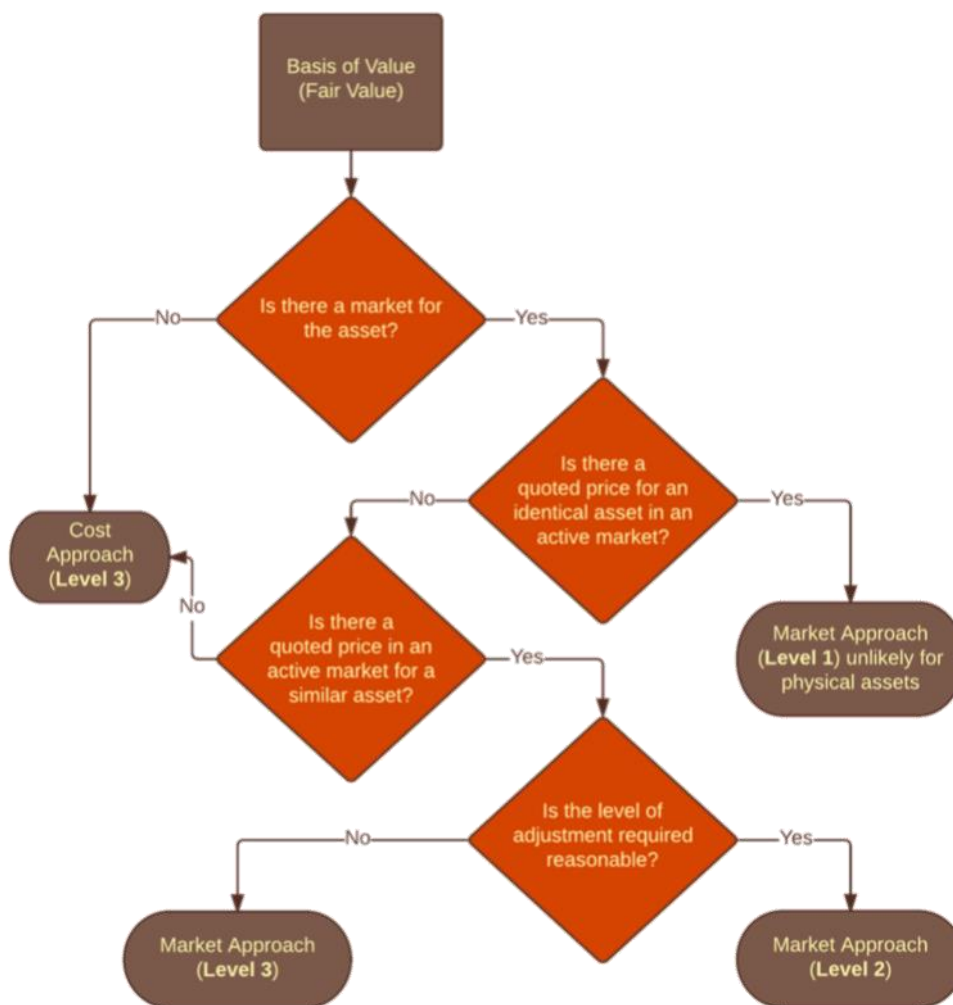 Basis of Value
(Fair Value)
Is there a market for
the asset?
No
Yes
Is there a
quoted price for an
identical asset in an
active market?
No
Yes
Cost
Approach
(Level 3)
No
Is there a
quoted price in an
active market for a
similar asset?
Yes
Market Approach
(Level 1) unlikely for
physical assets
Is the level of
adjustment required
reasonable?
No
Yes
Market Approach
(Level 3)
Market Approach
(Level 2)